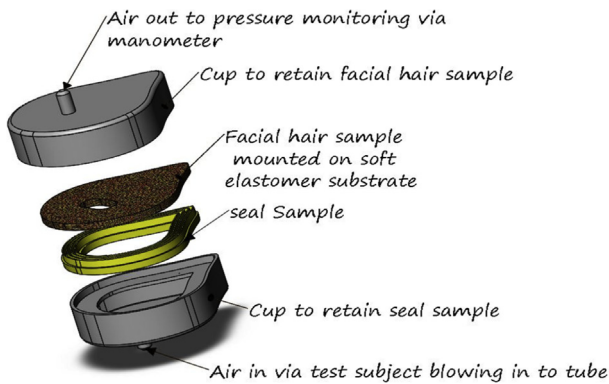 Air out to pressure monitoring via
manometer
Cup to retain facial hair sample
Facial hair sample
mounted on soft
elastomer substrate
seal Sample
Cup to retain seal sample
Air in via test subject blowing in to tube